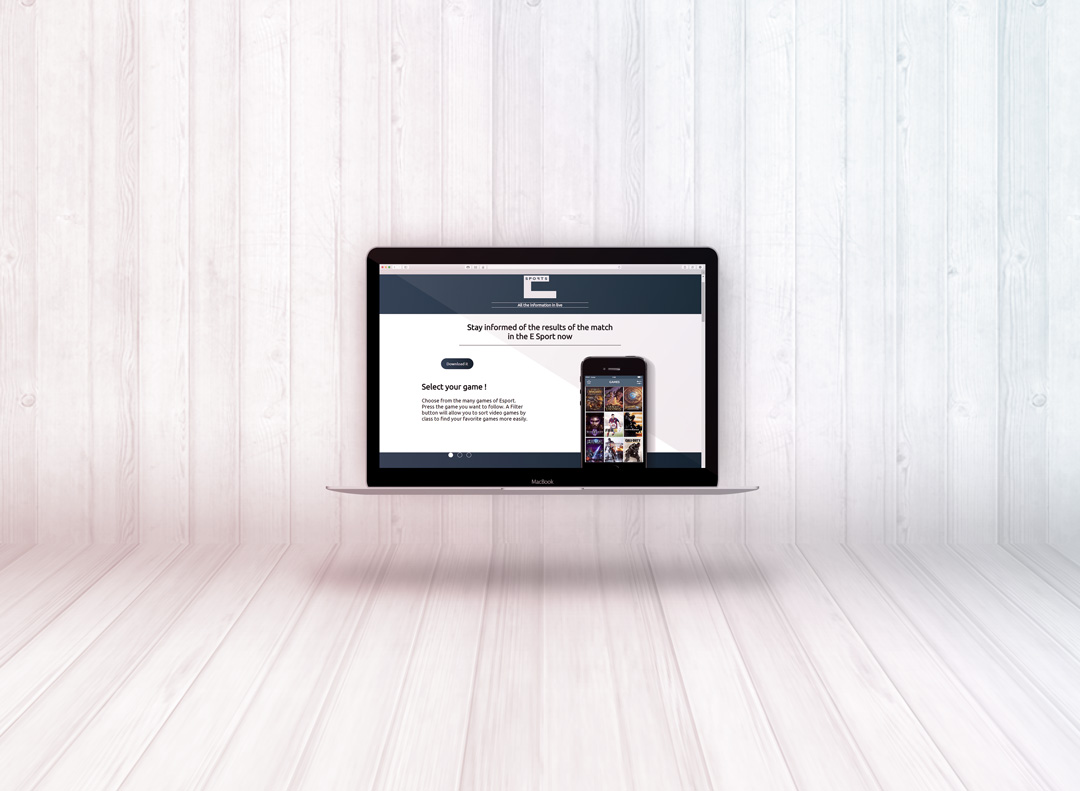 SPORTS
All the information in live
Stay informed of the results of the match
in the E Sport now
Download it
Select your game !
Choose from the many games of Esport.
Press the game you want to follow. A Filter
button will allow you to sort video games by
class to find your favorite games more easily.
GAMES
MacBook